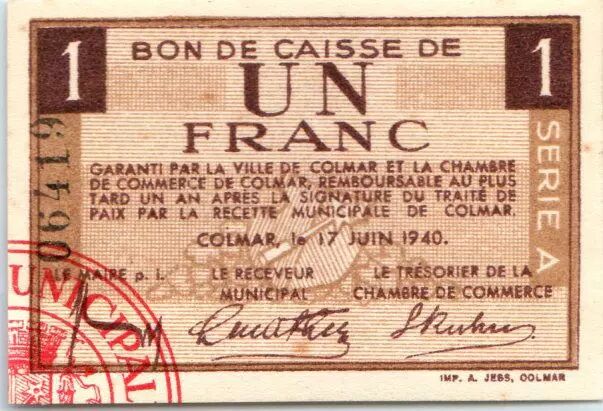 1 BON DE CAISSE DE 1
UN
FRANC
GARANTI PAR LA VILLE DE COLMAR ET LA CHAMBRE
DE COMMERCE DE COLMAR, REMBOURSABLE AU PLUS
TARD UN AN APRÈS LA SIGNATURE DU TRAITÉ DE
PAIX PAR LA RECETTE MUNICIPALE DE COLMAR.
COLMAR, le 17 JUIN 1940.
LE MAIRE p. i. LE RECEVEUR LE TRÉSORIER DE LA
MUNICIPAL CHAMBRE DE COMMERCE
SERIE A
06419
UNICIPAL
IMP. A. JESS, COLMAR